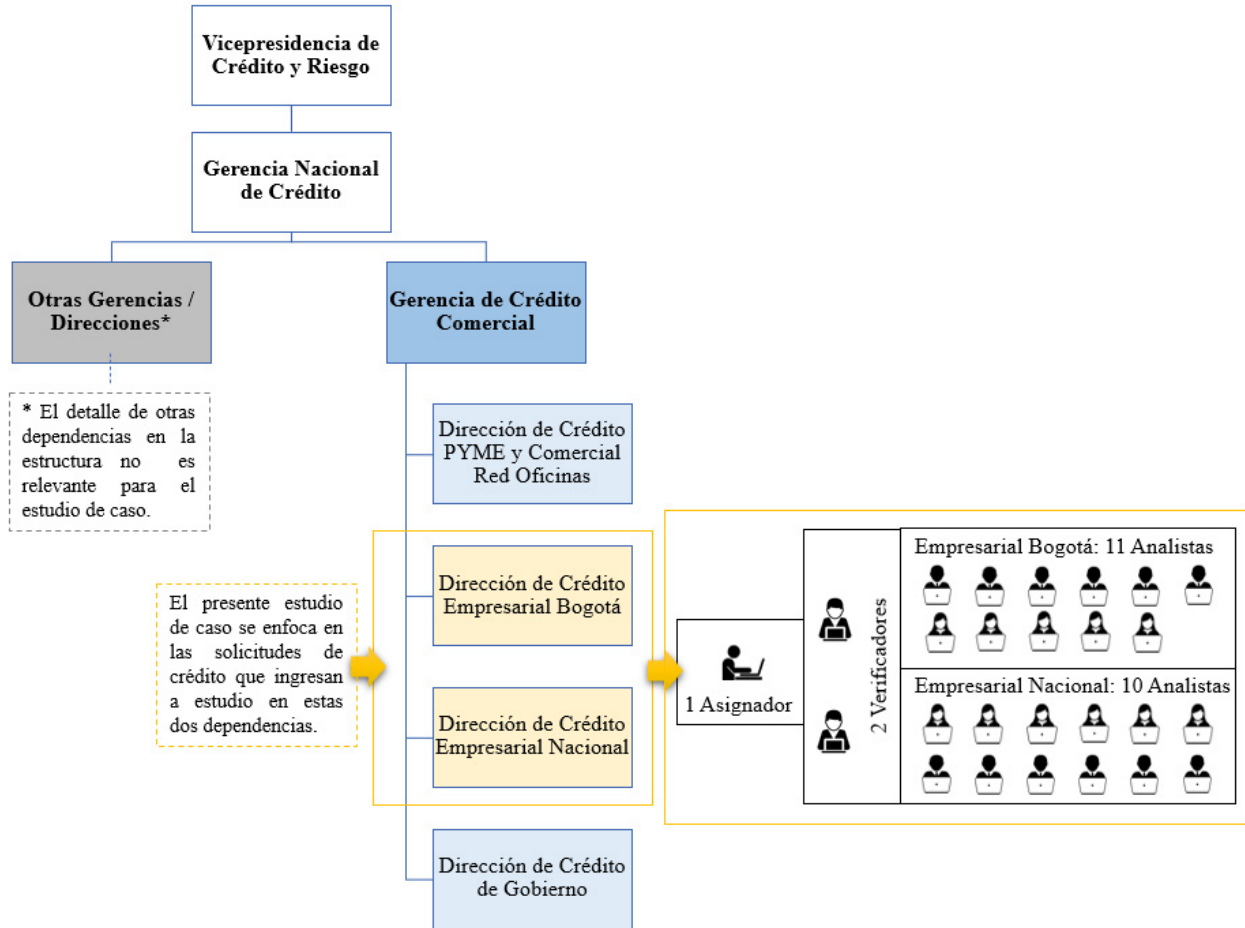 Vicepresidencia de
Crédito y Riesgo
Gerencia Nacional
de Crédito
Otras Gerencias /
Direcciones*
Gerencia de Crédito
Comercial
* El detalle de otras
dependencias en la
estructura no es
relevante para el
estudio de caso.
Dirección de Crédito
PYME y Comercial
Red Oficinas
El presente estudio
de caso se enfoca en
las solicitudes de
crédito que ingresan
a estudio en estas
dos dependencias.
Dirección de Crédito
Empresarial Bogotá
Dirección de Crédito
Empresarial Nacional
Dirección de Crédito
de Gobierno
1 Asignador
2 Verificadores
Empresarial Bogotá: 11 Analistas
Empresarial Nacional: 10 Analistas